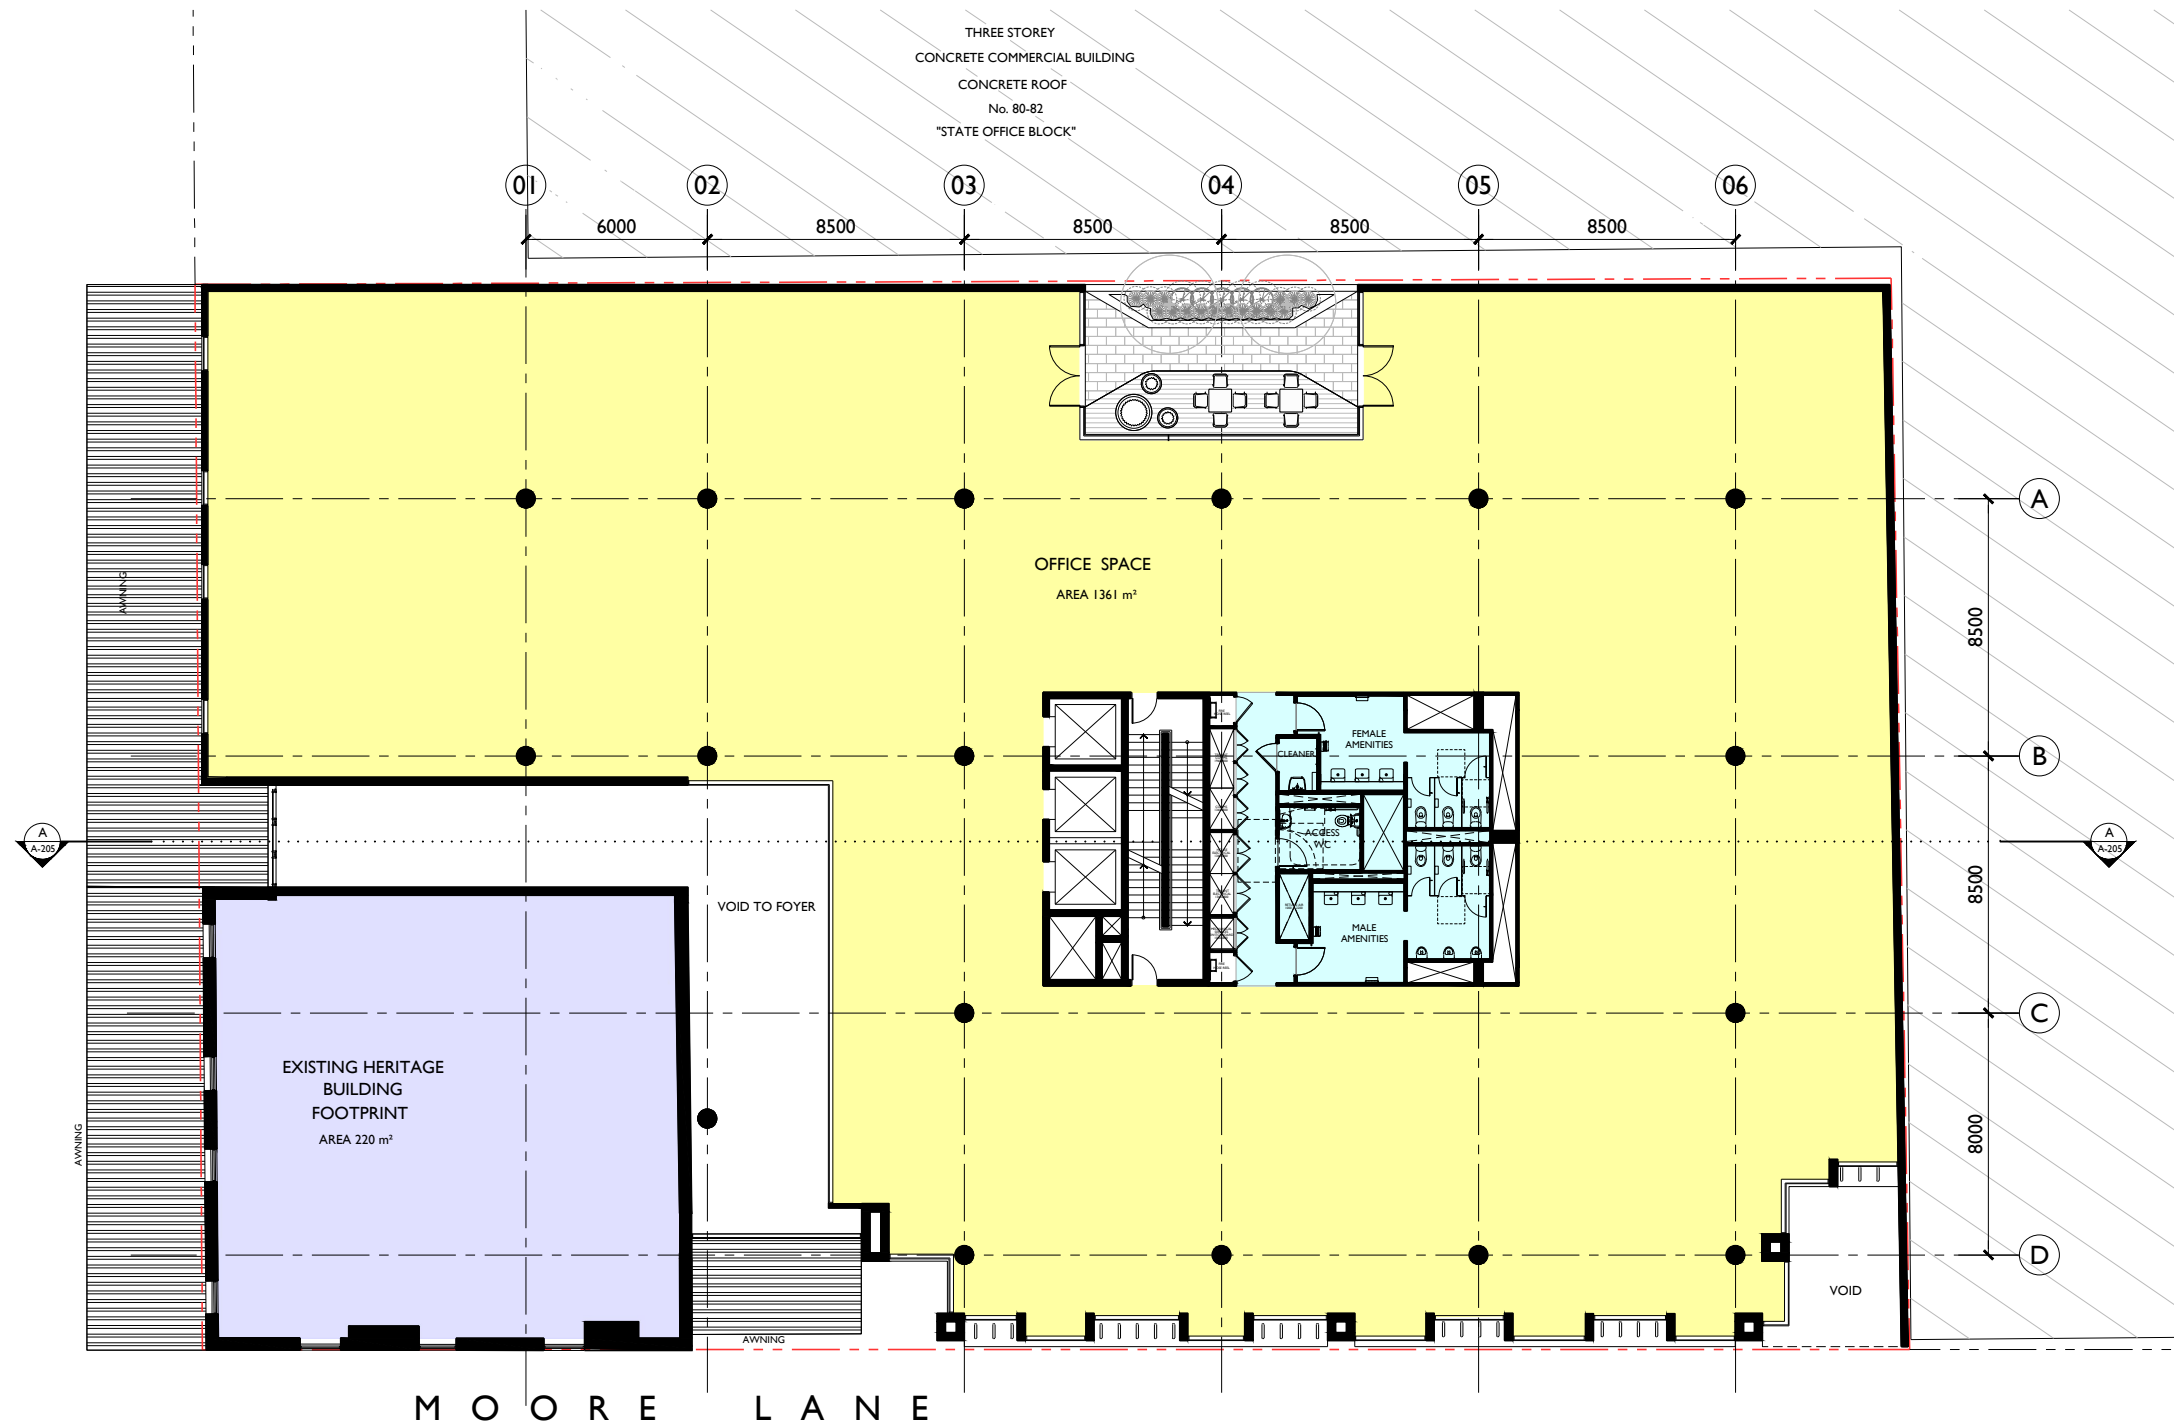 THREE STOREY
CONCRETE COMMERCIAL BUILDING
CONCRETE ROOF
No. 80-82
"STATE OFFICE BLOCK"
01
02
03
04
05
06
6000
8500
8500
8500
8500
OFFICE SPACE
AREA 1361 m²
A
B
C
D
8500
8500
8000
AWNING
AWNING
AWNING
A
A-205
A
A-205
CLEANER
FEMALE
AMENITIES
ACCESS
WC
MALE
AMENITIES
VOID TO FOYER
EXISTING HERITAGE
BUILDING
FOOTPRINT
AREA 220 m²
VOID
MOORE LANE